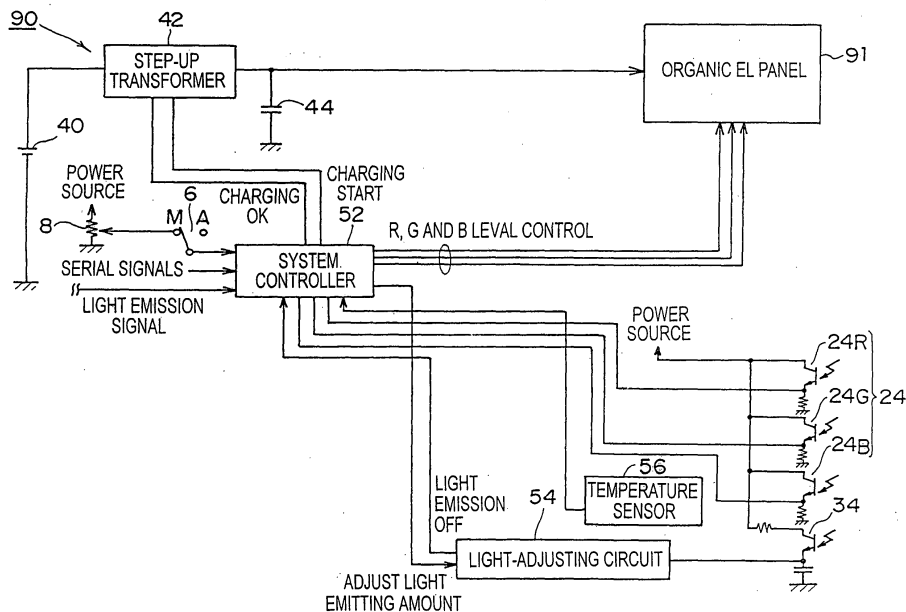 90
42
STEP-UP
TRANSFORMER
ORGANIC EL PANEL
91
44
40
POWER
SOURCE
8
6
M A
CHARGING
OK
CHARGING
START
52
R, G AND B LEVAL CONTROL
SYSTEM
CONTROLLER
SERIAL SIGNALS
LIGHT EMISSION
SIGNAL
POWER
SOURCE
24R
24G
24
24B
34
56
TEMPERATURE
SENSOR
LIGHT
EMISSION
OFF
54
LIGHT-ADJUSTING CIRCUIT
ADJUST LIGHT
EMITTING AMOUNT